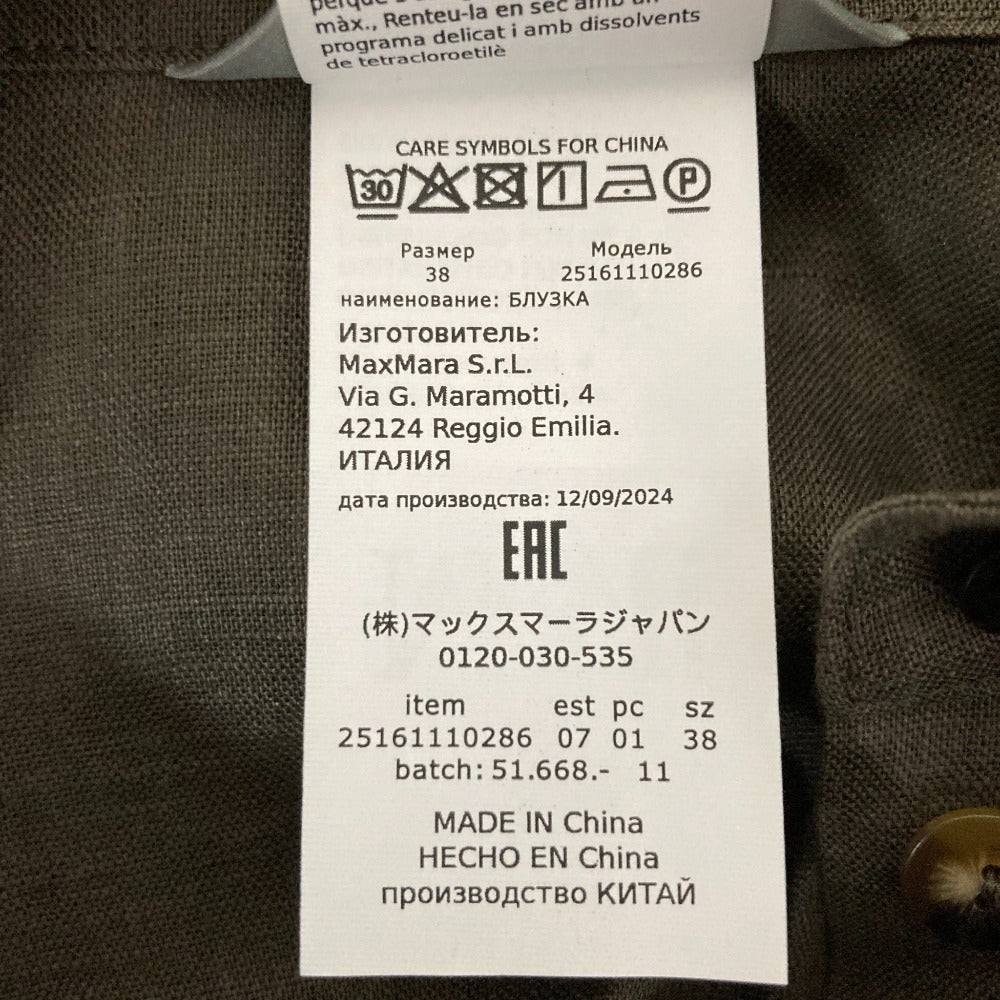 màx., Renteu-la en sec amb un
programa delicat i amb dissolvents
de tetracloroetilè
CARE SYMBOLS FOR CHINA
30 P
Размер Модель
38 25161110286
наименование: БЛУЗКА
Изготовитель:
MaxMara S.r.L.
Via G. Maramotti, 4
42124 Reggio Emilia.
ИТАЛИЯ
дата производства: 12/09/2024
EAC
(株)マックスマーラジャパン
0120-030-535
item est pc sz
25161110286 07 01 38
batch: 51.668.- 11
MADE IN China
HECHO EN China
производство КИТАЙ